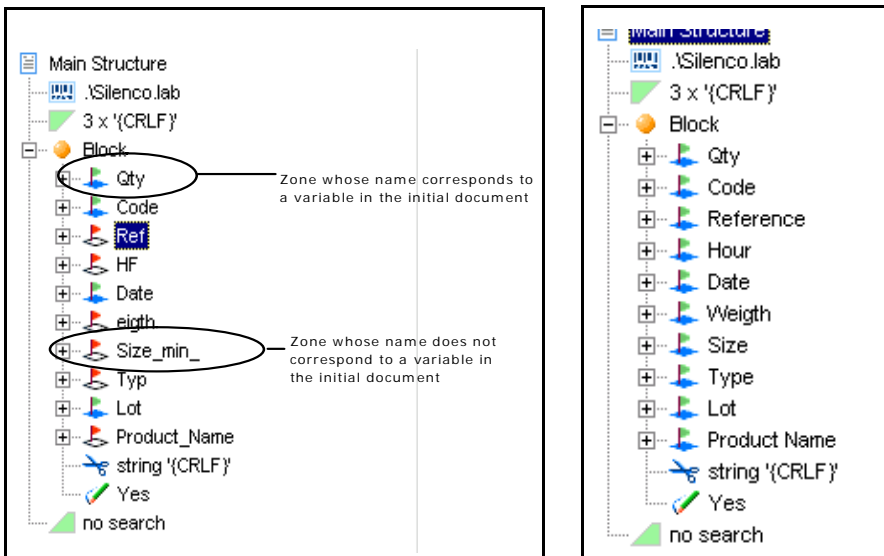 Main Structure
.\Silenco.lab
3 x '{CRLF}'
Block
Qty
Code
Ref
HF
Date
eigth
Size_min_
Typ
Lot
Product_Name
string '{CRLF}'
Yes
no search
Zone whose name corresponds to
a variable in the initial document
Zone whose name does not
correspond to a variable in
the initial document
Main Structure
.\Silenco.lab
3 x '{CRLF}'
Block
Qty
Code
Reference
Hour
Date
Weigth
Size
Type
Lot
Product Name
string '{CRLF}'
Yes
no search